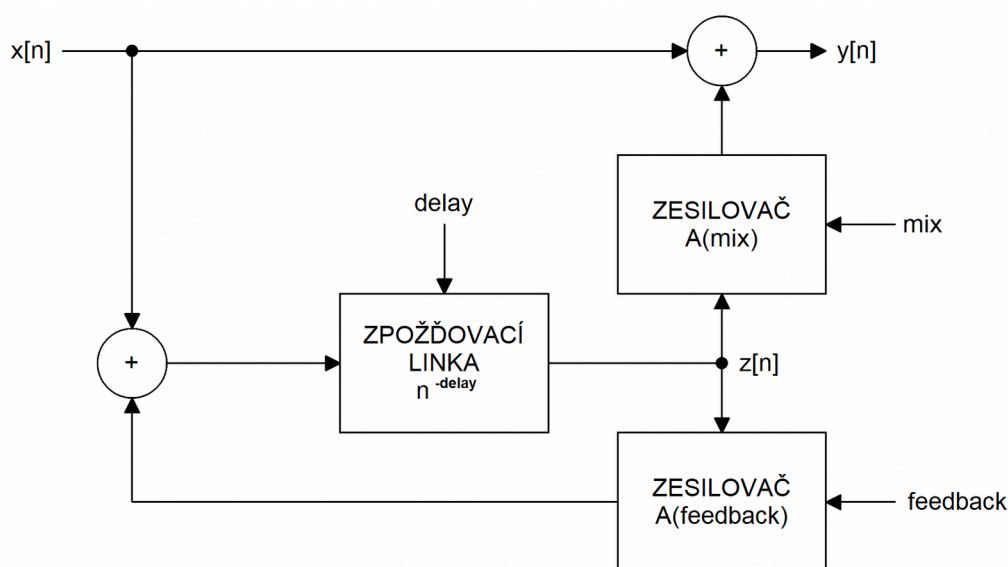 x[n]
+
y[n]
delay
ZESILOVAČ
A(mix)
mix
ZPOŽĎOVACÍ
LINKA
n -delay
+
z[n]
ZESILOVAČ
A(feedback)
feedback